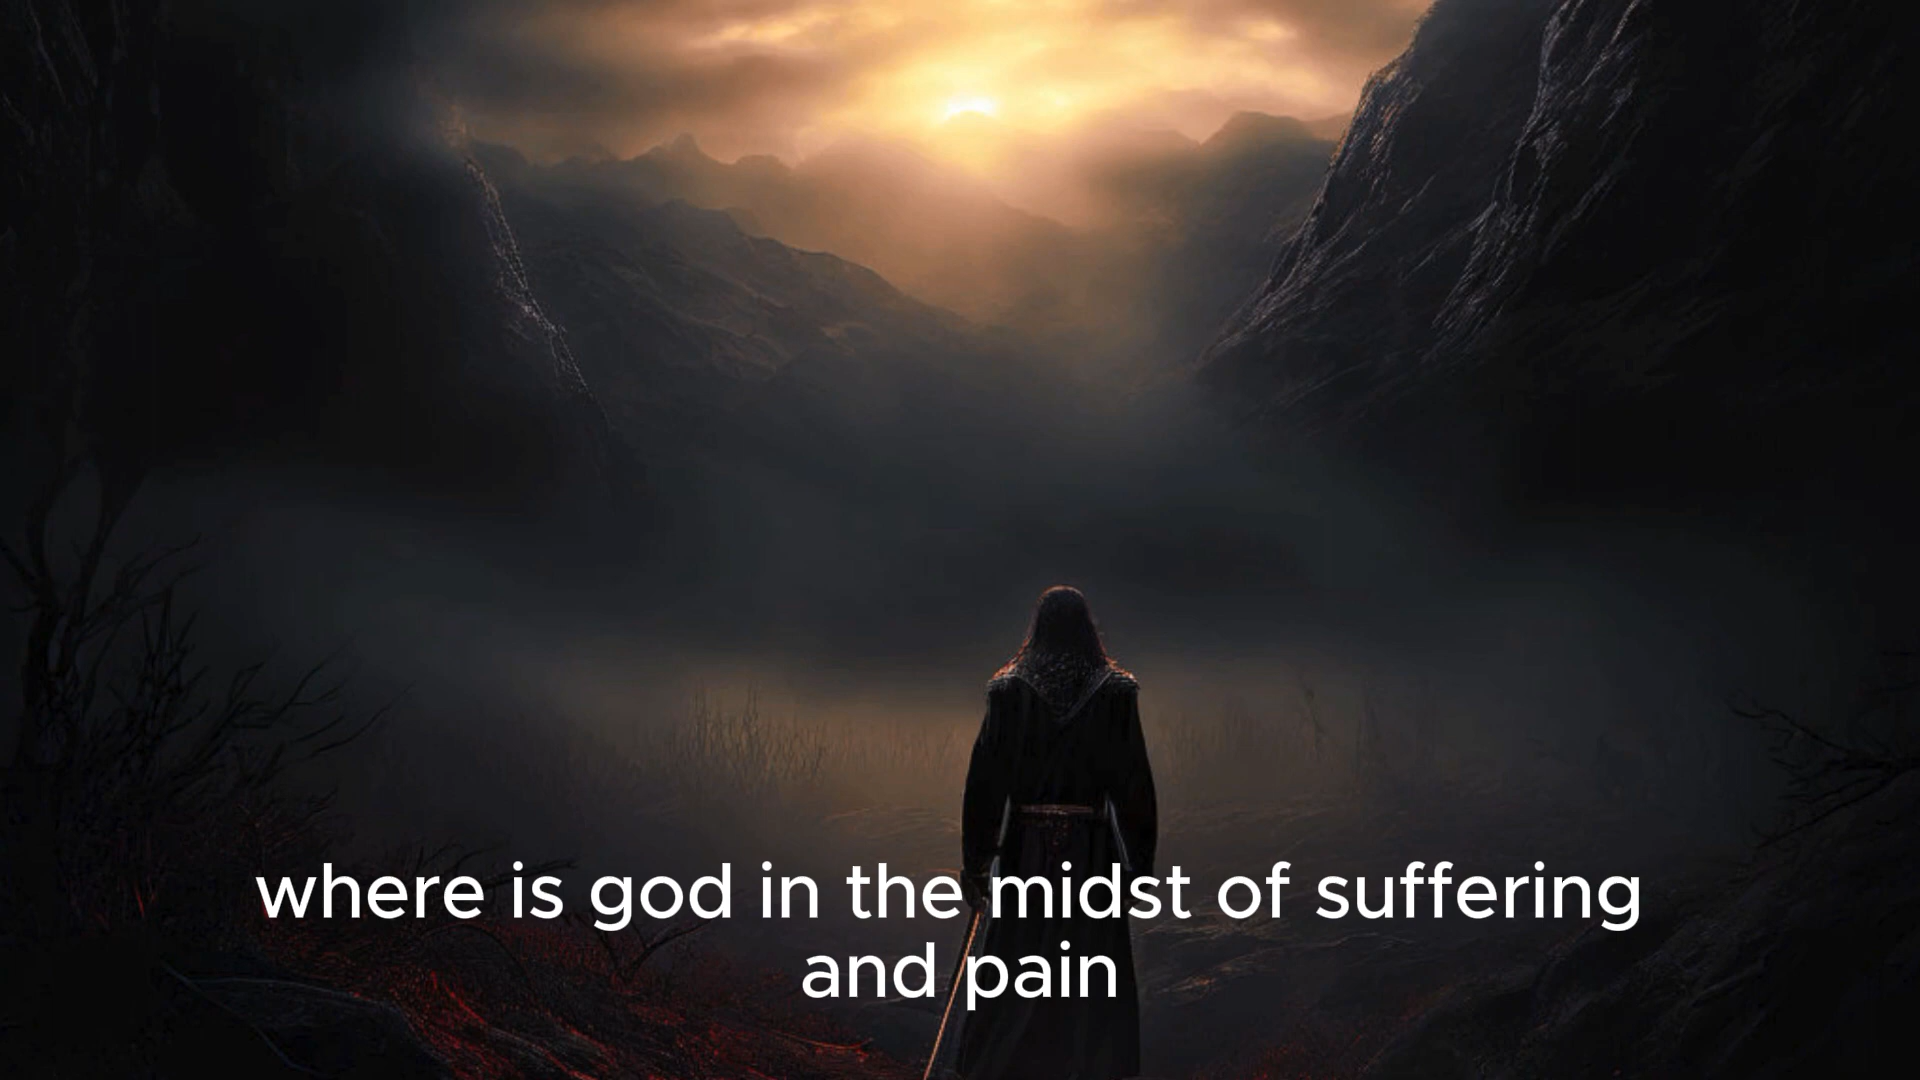 where is god in the midst of suffering
and pain